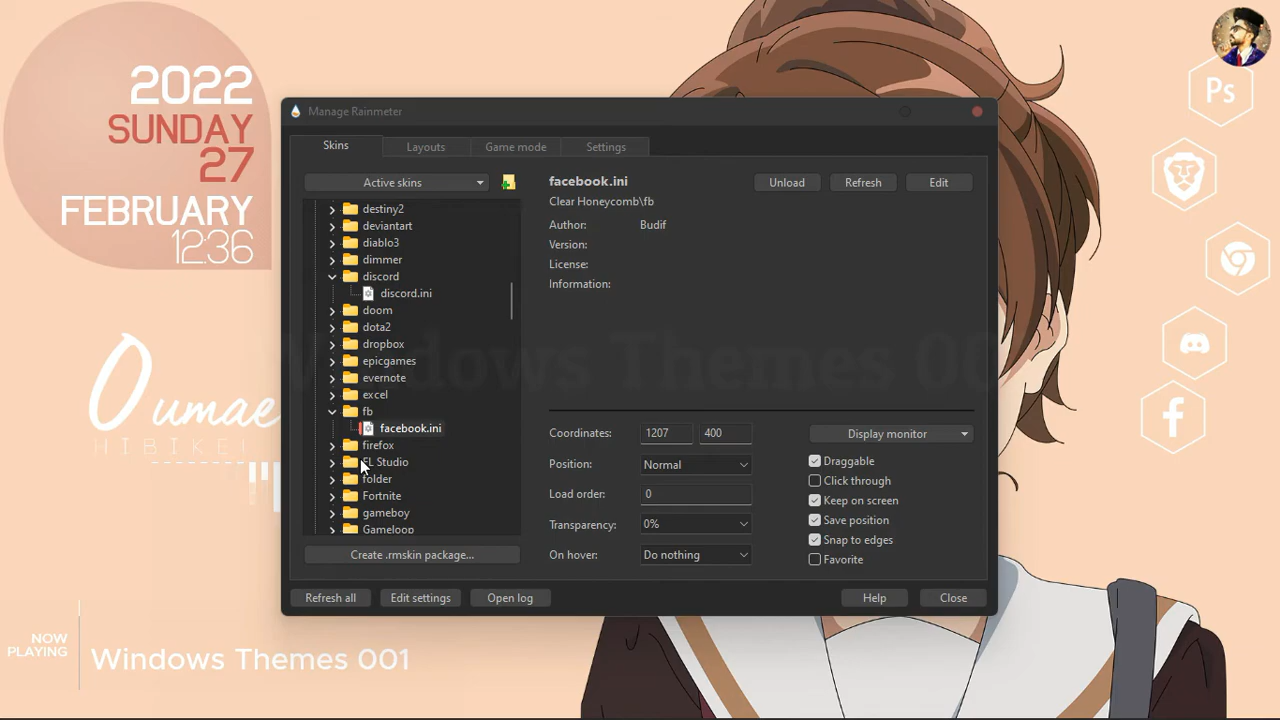 2022
SUNDAY
27
FEBRUARY
12:36
Oumae
HIBIKE!
NOW
PLAYING
Windows Themes 001
Ps
Manage Rainmeter
Skins
Layouts
Game mode
Settings
Active skins
destiny2
deviantart
diablo3
dimmer
discord
discord.ini
doom
dota2
dropbox
epicgames
evernote
excel
fb
facebook.ini
firefox
FL Studio
folder
Fortnite
gameboy
Gameloop
Create .rmskin package...
facebook.ini
Unload
Refresh
Edit
Clear Honeycomb\fb
Author: Budif
Version:
License:
Information:
Windows Themes 00
Coordinates: 1207 400
Display monitor
Position: Normal
Load order: 0
Transparency: 0%
On hover: Do nothing
Draggable
Click through
Keep on screen
Save position
Snap to edges
Favorite
Refresh all
Edit settings
Open log
Help
Close